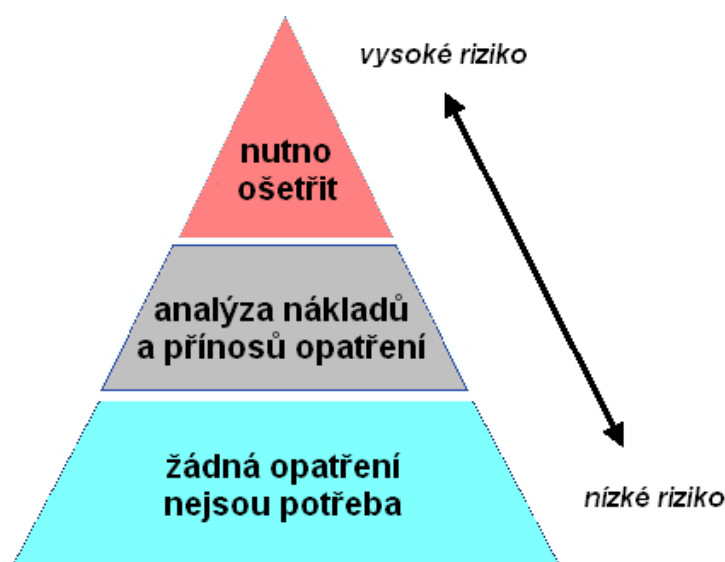 vysoké riziko
nutno
ošetřit
analýza nákladů
a přínosů opatření
žádná opatření
nejsou potřeba
nízké riziko